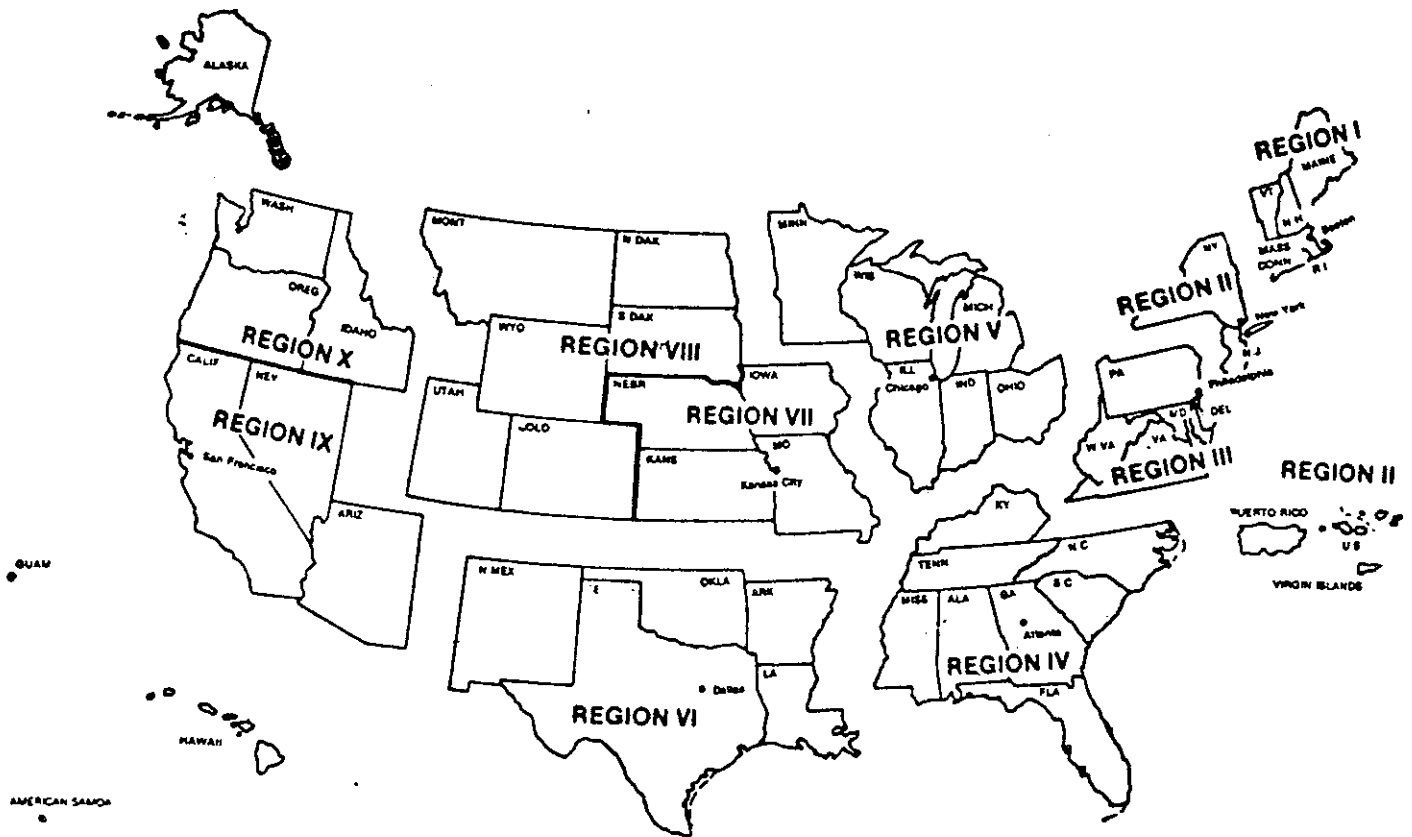 ALASKA
REGION I
MAINE
VT
N H
Boston
MASS
CONN
R I
WASH
OREG
IDAHO
REGION X
MONT
N DAK
S DAK
WYO
REGION VIII
UTAH
COLO
MINN
WIS
MICH
REGION V
ILL
Chicago
IND
OHIO
NY
REGION II
New York
N J
PA
Philadelphia
MD
DEL
W VA
VA
REGION III
CALIF
NEV
REGION IX
San Francisco
ARIZ
NEBR
IOWA
REGION VII
KANS
MO
Kansas City
REGION II
PUERTO RICO
U S
VIRGIN ISLANDS
GUAM
HAWAII
AMERICAN SAMOA
N MEX
OKLA
ARK
LA
Dallas
REGION VI
KY
TENN
N C
S C
MISS
ALA
GA
Atlanta
REGION IV
FLA